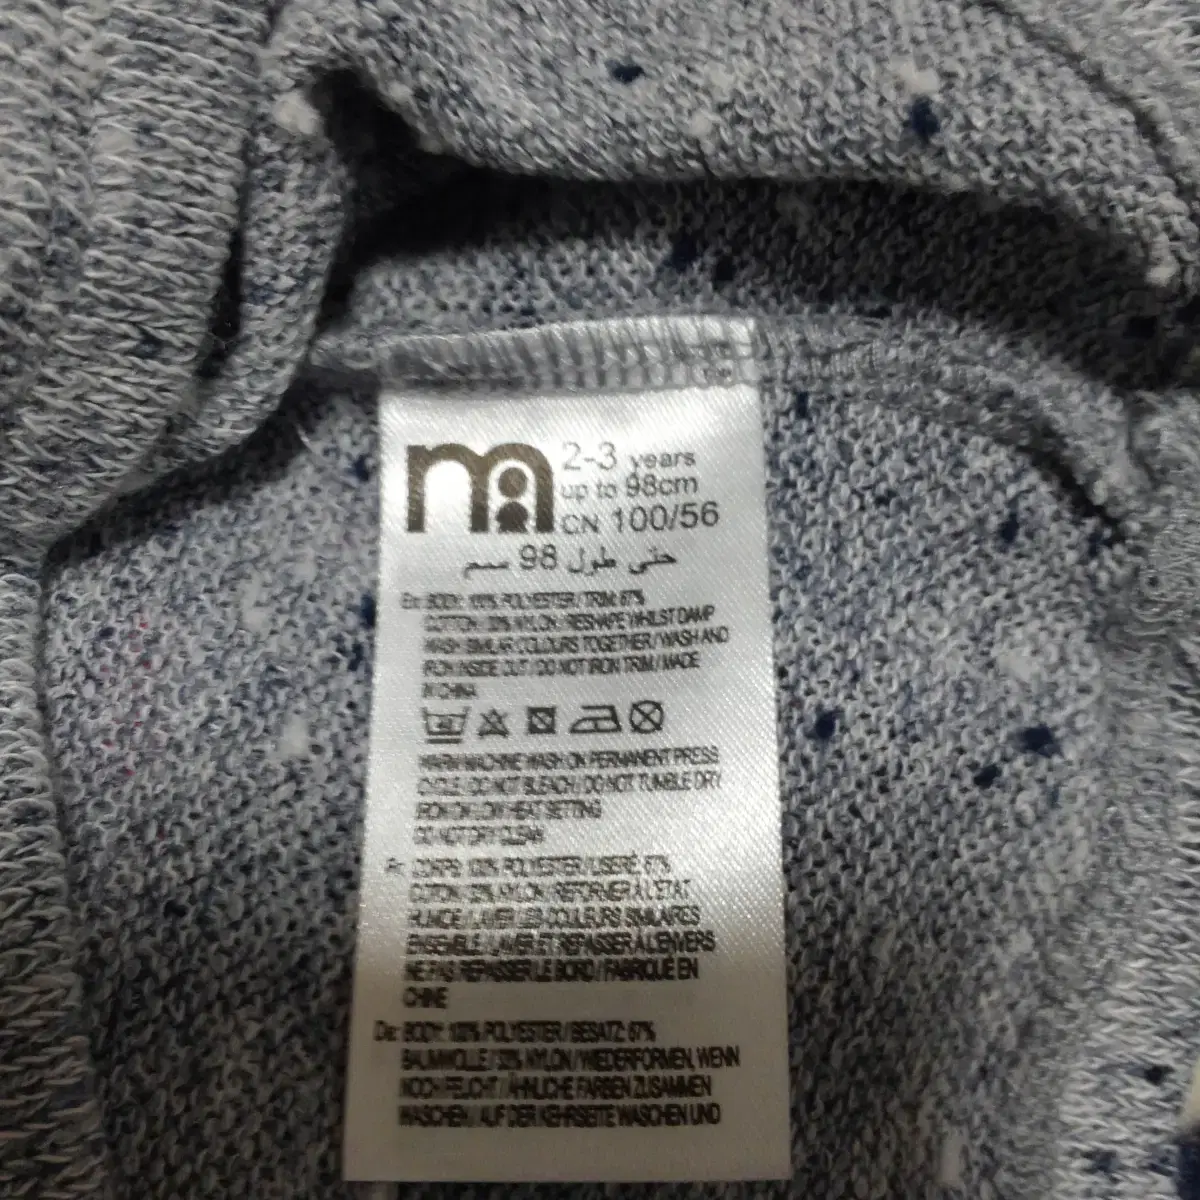 2-3 years
up to 98cm
CN 100/56
حتى طول 98 سم
En: BODY: 100% POLYESTER / TRIM: 67%
COTTON / NYLON / RESHAPE WHILST DAMP
WASH SIMILAR COLOURS TOGETHER / WASH AND
IRON INSIDE OUT / DO NOT IRON TRIM / MADE
IN CHINA
WARM MACHINE WASH ON PERMANENT PRESS
CYCLE / DO NOT BLEACH / DO NOT TUMBLE DRY
IRON ON LOW HEAT SETTING
DO NOT DRY CLEAN
Fr: CORPS: 100% POLYESTER / LISERÉ: 67%
COTON / NYLON / REFORMER À L'ÉTAT
HUMIDE / LAVER LES COULEURS SIMILAIRES
ENSEMBLE / LAVER ET REPASSER À L'ENVERS
NE PAS REPASSER LE BORD / FABRIQUÉ EN
CHINE
De: BODY: 100% POLYESTER / BESATZ: 67%
BAUMWOLLE / NYLON / WIEDERFORMEN, WENN
NOCH FEUCHT / ÄHNLICHE FARBEN ZUSAMMEN
WASCHEN / AUF DER KEHRSEITE WASCHEN UND